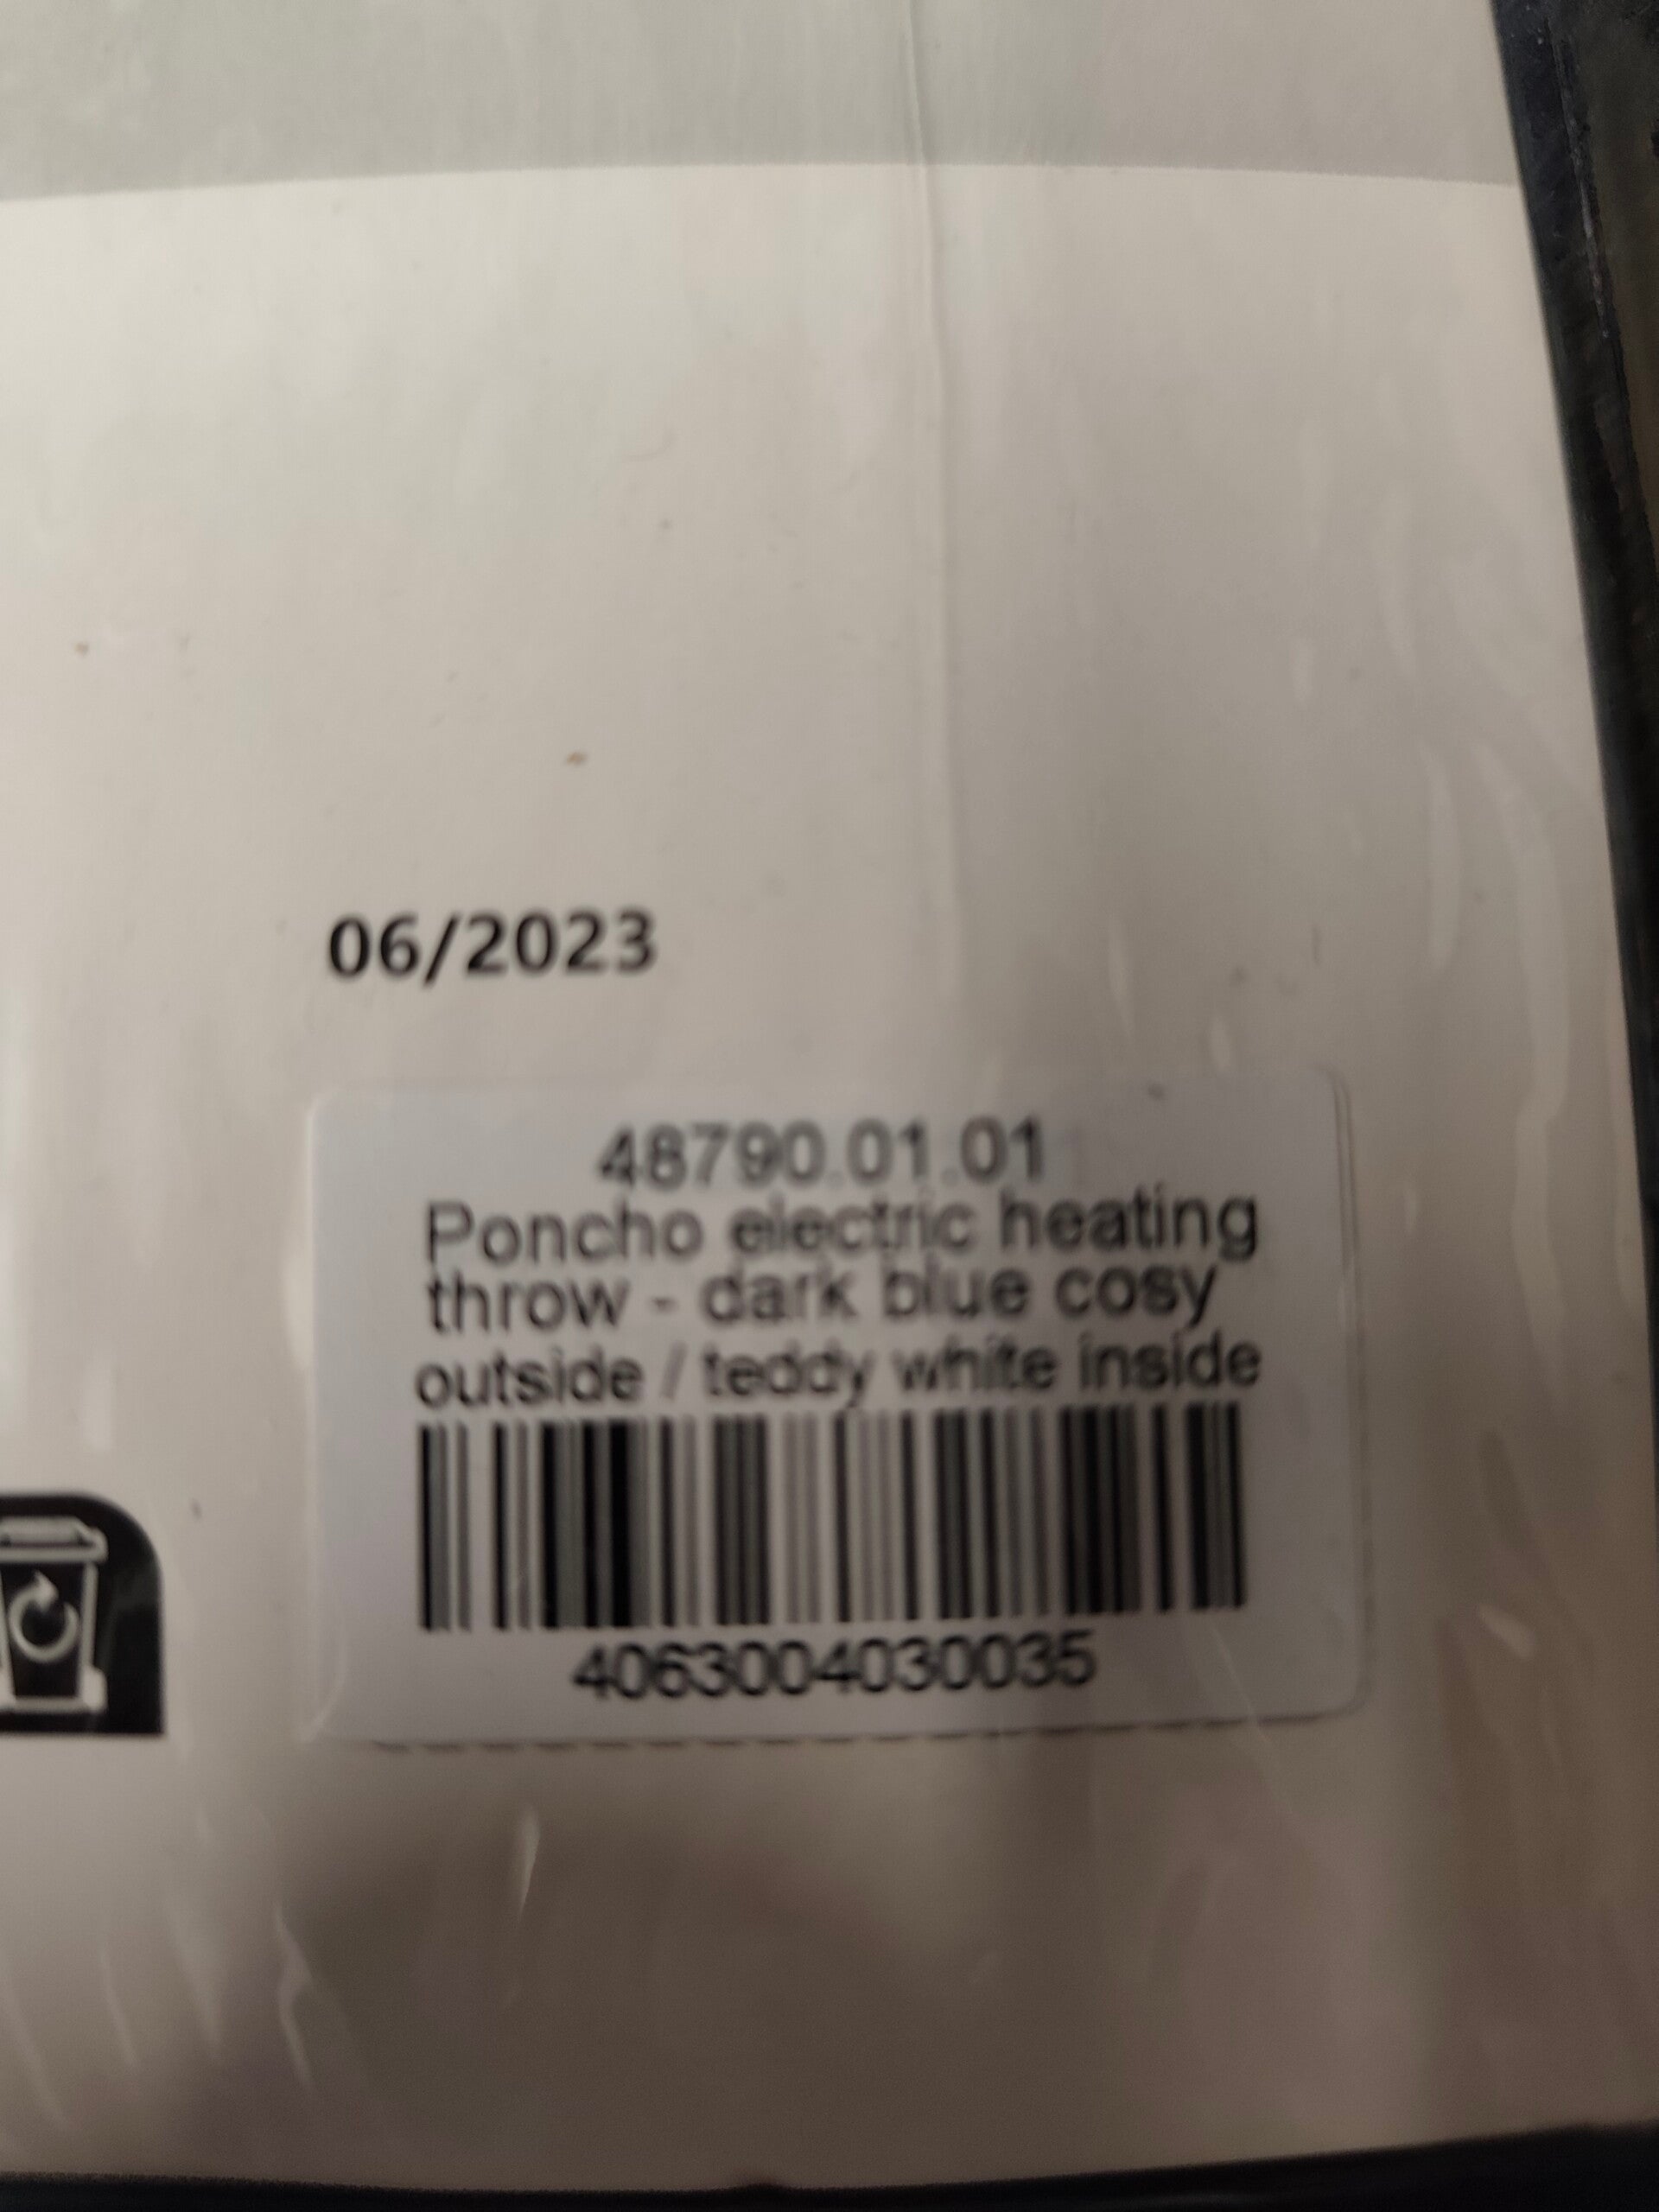 06/2023
48790.01.01
Poncho electric heating
throw - dark blue cosy
outside / teddy white inside
4063004030035